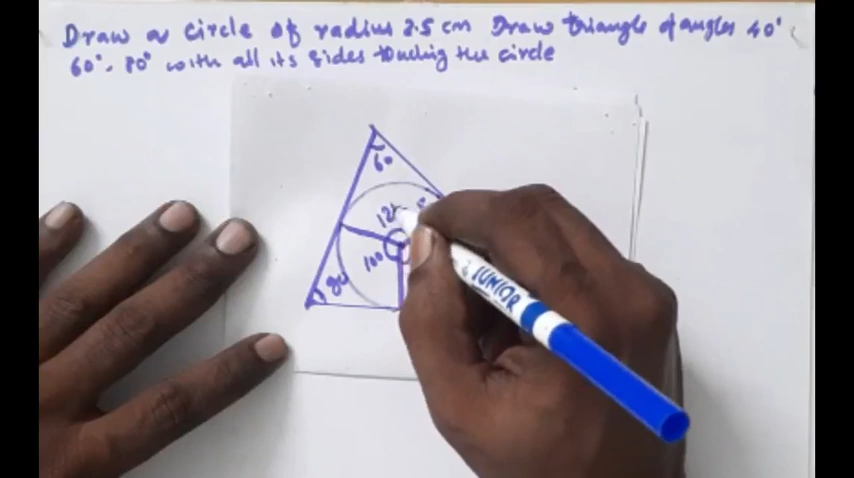 Draw a circle of radius 2.5 cm Draw triangle of angles 40°
60°, 80° with all its sides touching the circle
60
12
100
80
JUNIOR